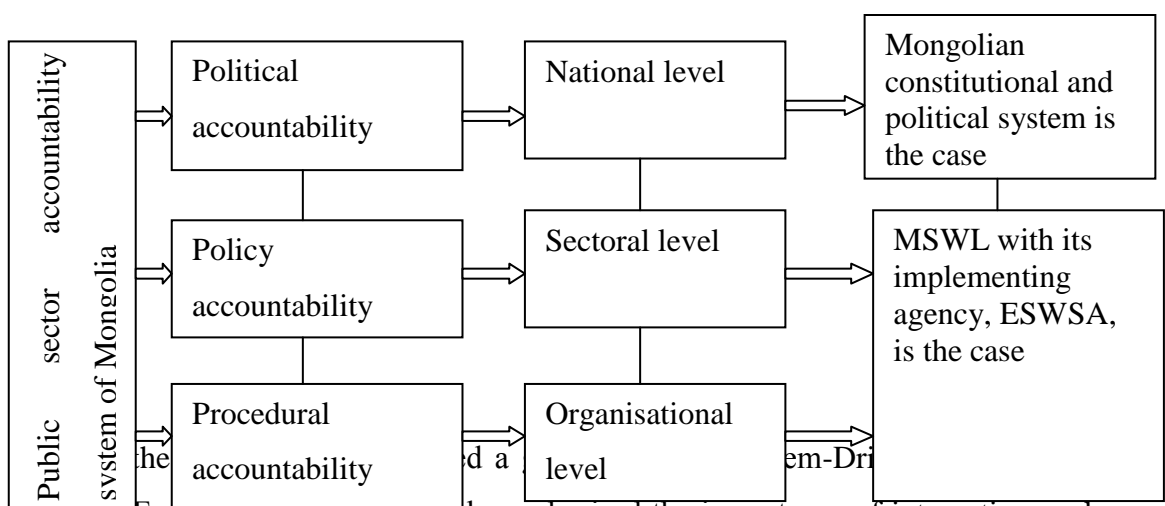 Public sector accountability
system of Mongolia
Political
accountability
National level
Mongolian
constitutional and
political system is
the case
Policy
accountability
Sectoral level
MSWL with its
implementing
agency, ESWSA,
is the case
Procedural
accountability
Organisational
level
the
a